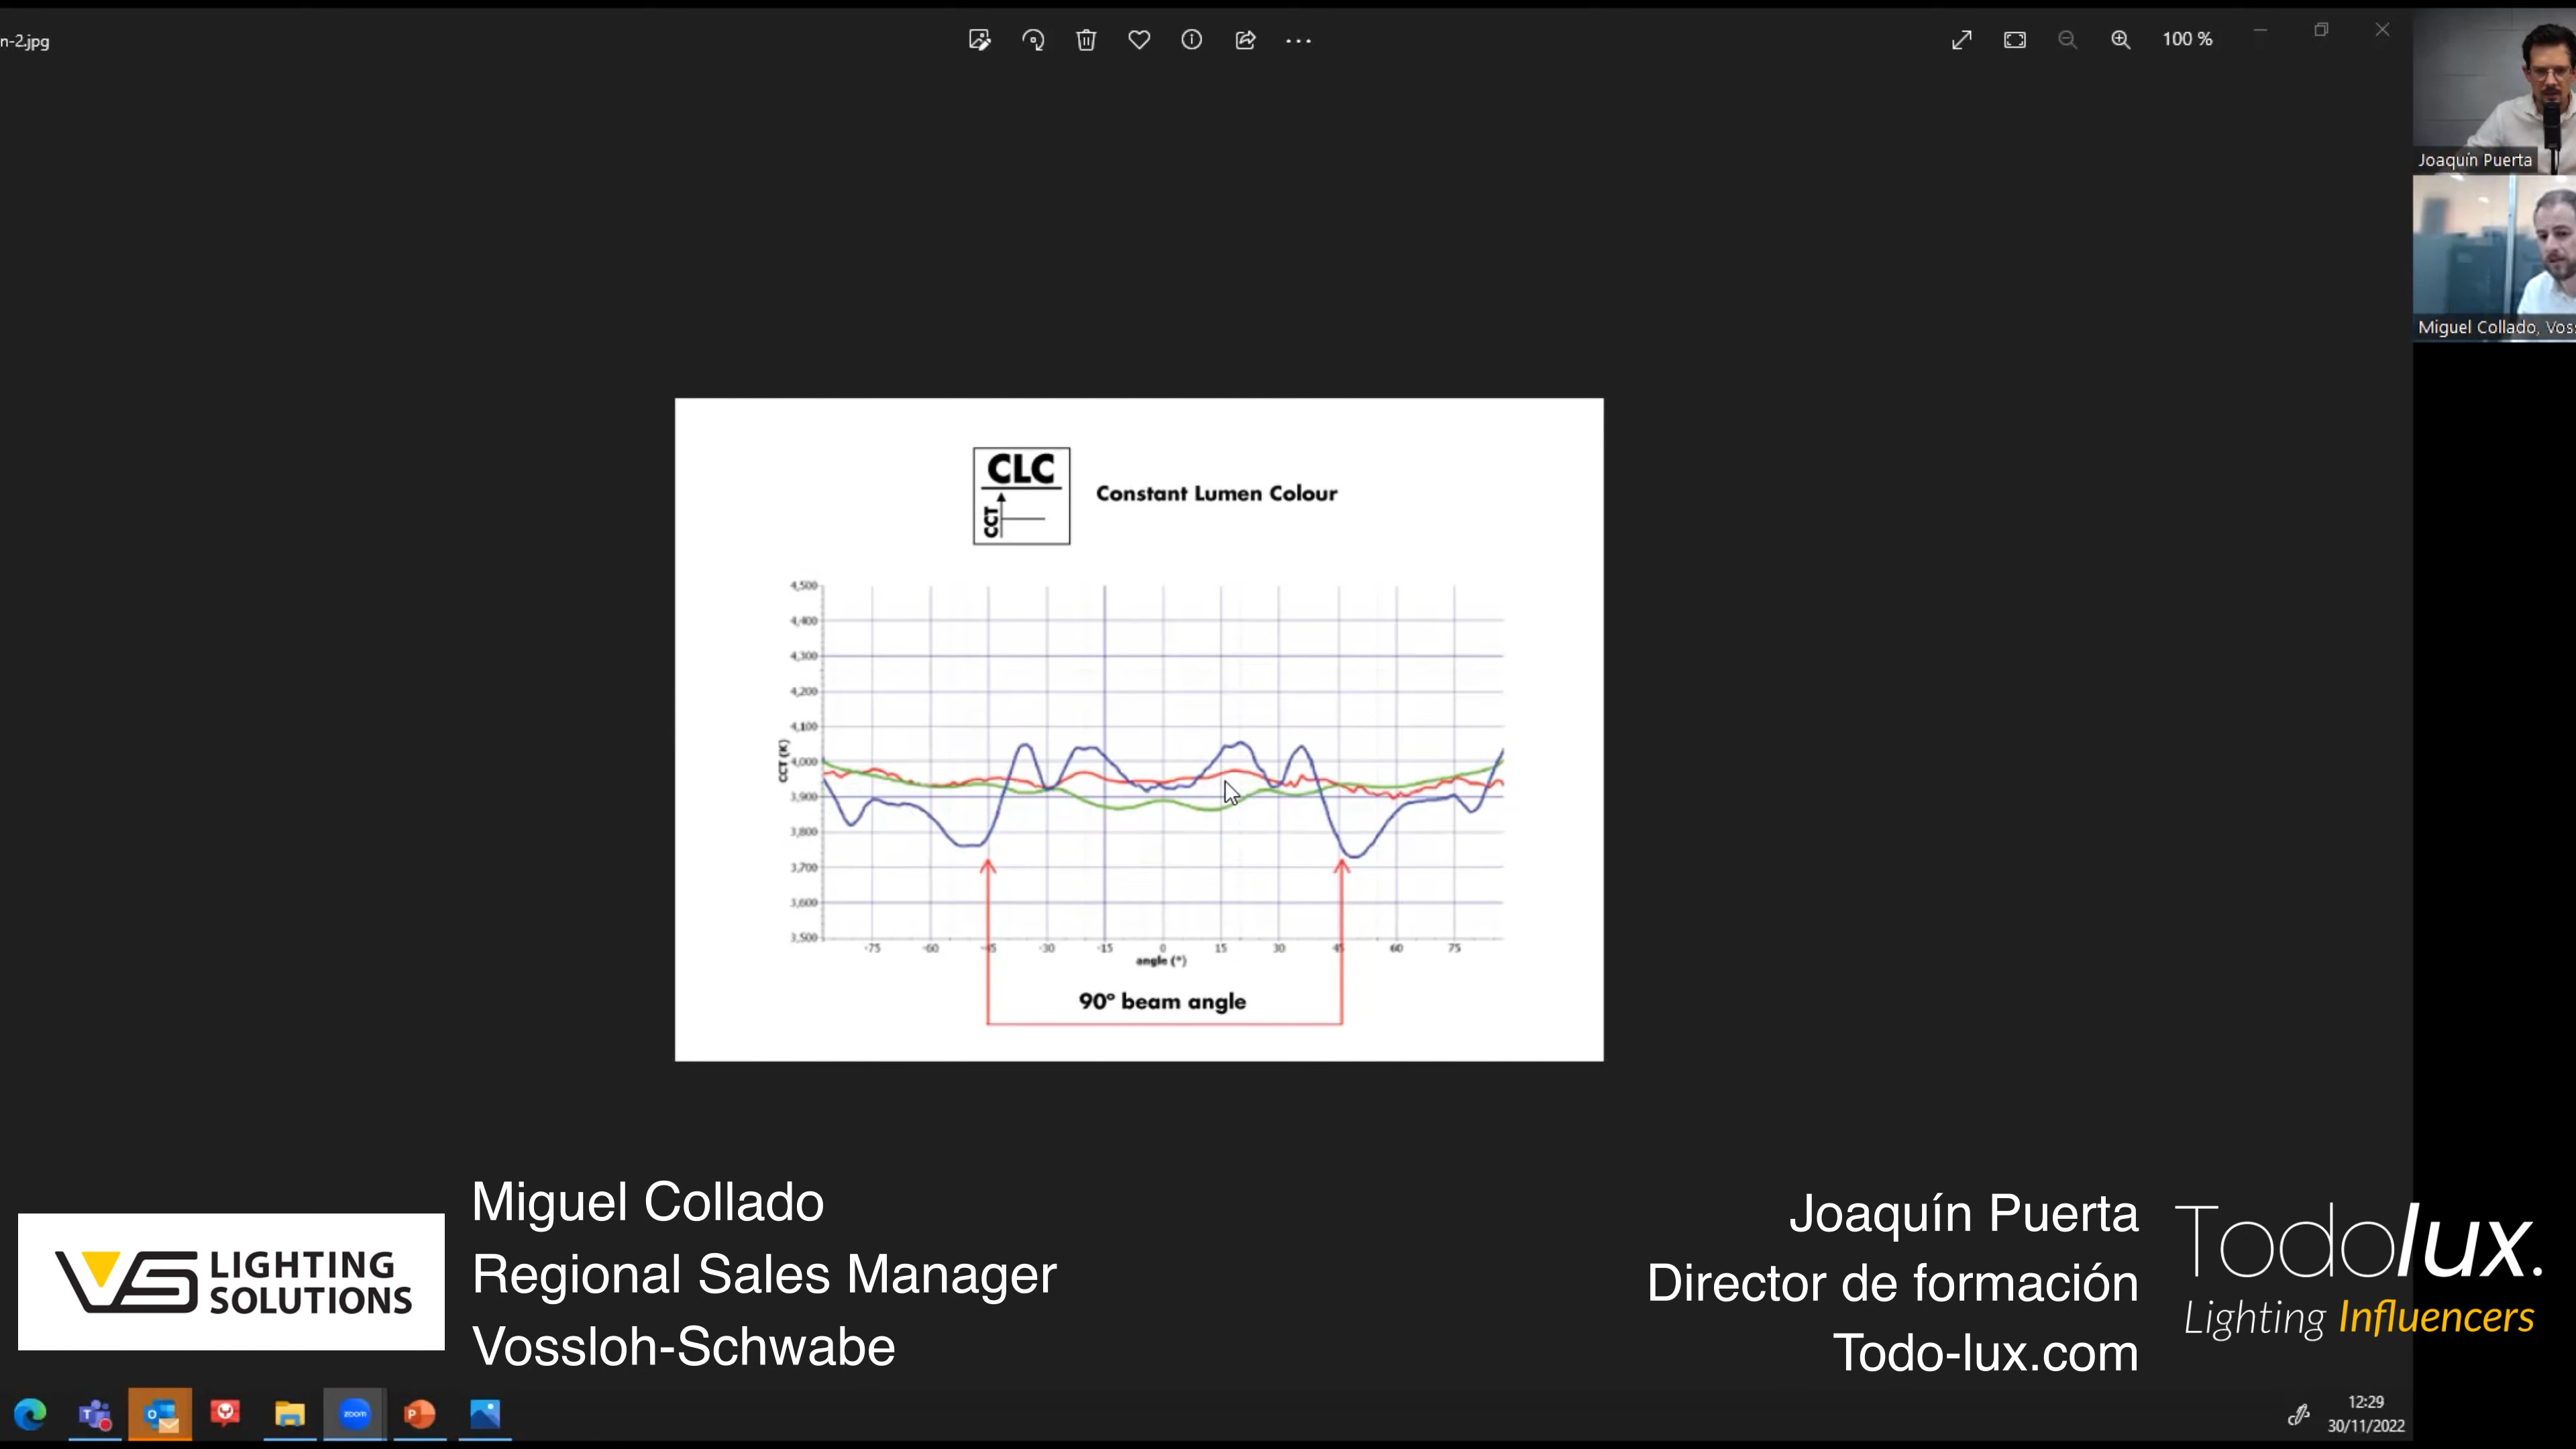 n-2.jpg
100 %
Joaquín Puerta
Miguel Collado, Vos
CLC
CCT
Constant Lumen Colour
4,500
4,400
4,300
4,200
4,100
4,000
3,900
3,800
3,700
3,600
3,500
CCT (K)
-75 -60 -45 -30 -15 0 15 30 45 60 75
angle (°)
90º beam angle
VS LIGHTING
SOLUTIONS
Miguel Collado
Regional Sales Manager
Vossloh-Schwabe
Joaquín Puerta
Director de formación
Todo-lux.com
Todolux.
Lighting Influencers
zoom
12:29
30/11/2022